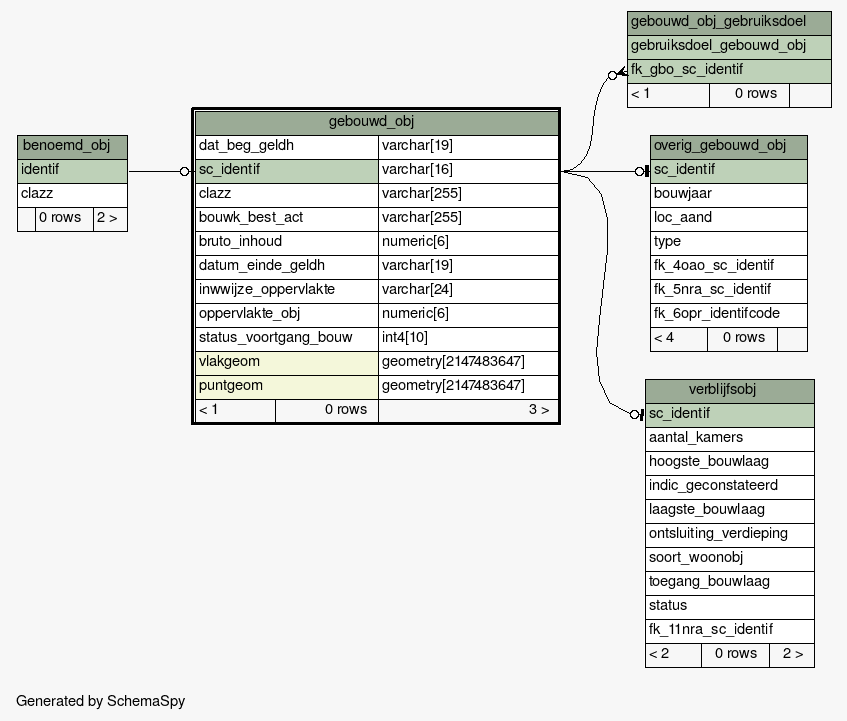 benoemd_obj
identif
clazz
0 rows 2 >
gebouwd_obj
dat_beg_geldh varchar[19]
sc_identif varchar[16]
clazz varchar[255]
bouwk_best_act varchar[255]
bruto_inhoud numeric[6]
datum_einde_geldh varchar[19]
inwwijze_oppervlakte varchar[24]
oppervlakte_obj numeric[6]
status_voortgang_bouw int4[10]
vlakgeom geometry[2147483647]
puntgeom geometry[2147483647]
< 1 0 rows 3 >
gebouwd_obj_gebruiksdoel
gebruiksdoel_gebouwd_obj
fk_gbo_sc_identif
< 1 0 rows
overig_gebouwd_obj
sc_identif
bouwjaar
loc_aand
type
fk_4oao_sc_identif
fk_5nra_sc_identif
fk_6opr_identifcode
< 4 0 rows
verblijfsobj
sc_identif
aantal_kamers
hoogste_bouwlaag
indic_geconstateerd
laagste_bouwlaag
ontsluiting_verdieping
soort_woonobj
toegang_bouwlaag
status
fk_11nra_sc_identif
< 2 0 rows 2 >
Generated by SchemaSpy